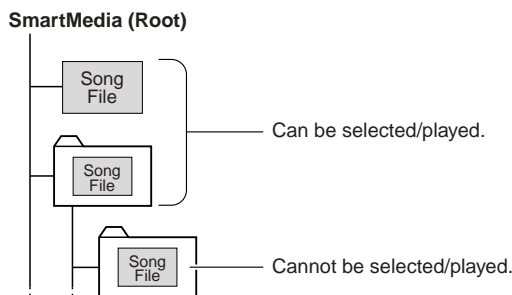 SmartMedia (Root)
Song
File
Can be selected/played.
Song
File
Song
File
Cannot be selected/played.